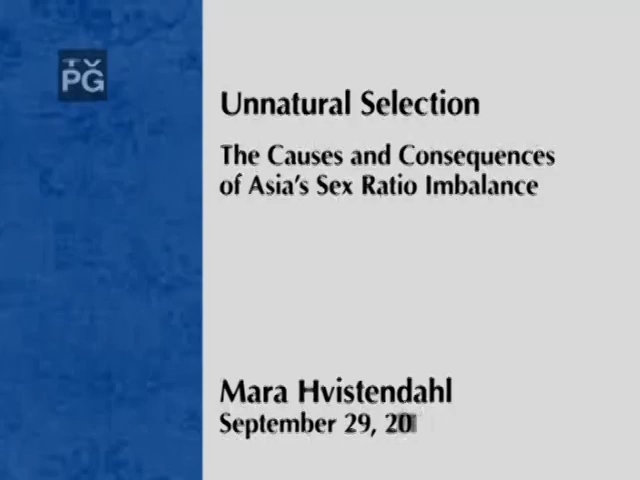 TV
PG
Unnatural Selection
The Causes and Consequences
of Asia's Sex Ratio Imbalance
Mara Hvistendahl
September 29, 20